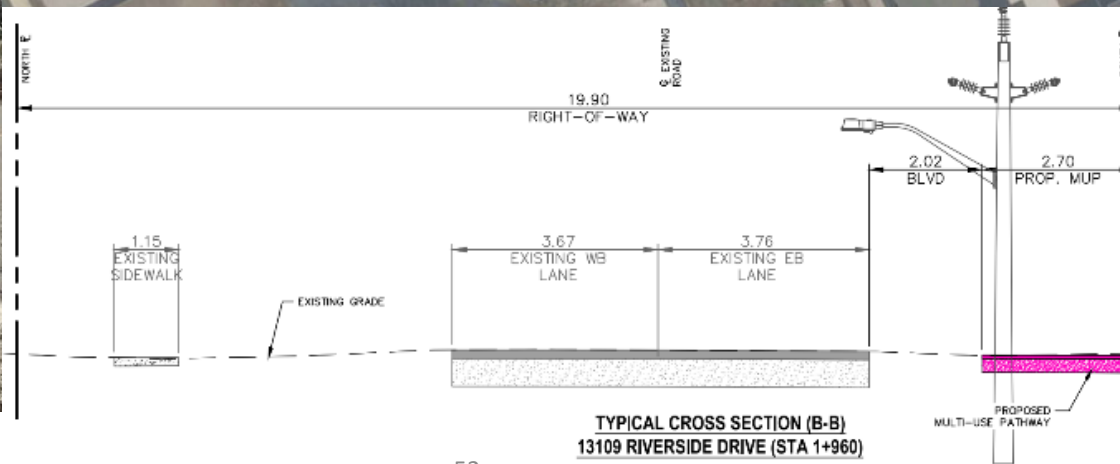 NORTH PL
CL EXISTING
ROAD
19.90
RIGHT-OF-WAY
2.02
BLVD
2.70
PROP. MUP
1.15
EXISTING
SIDEWALK
3.67
EXISTING WB
LANE
3.76
EXISTING EB
LANE
EXISTING GRADE
PROPOSED
MULTI-USE PATHWAY
TYPICAL CROSS SECTION (B-B)
13109 RIVERSIDE DRIVE (STA 1+960)